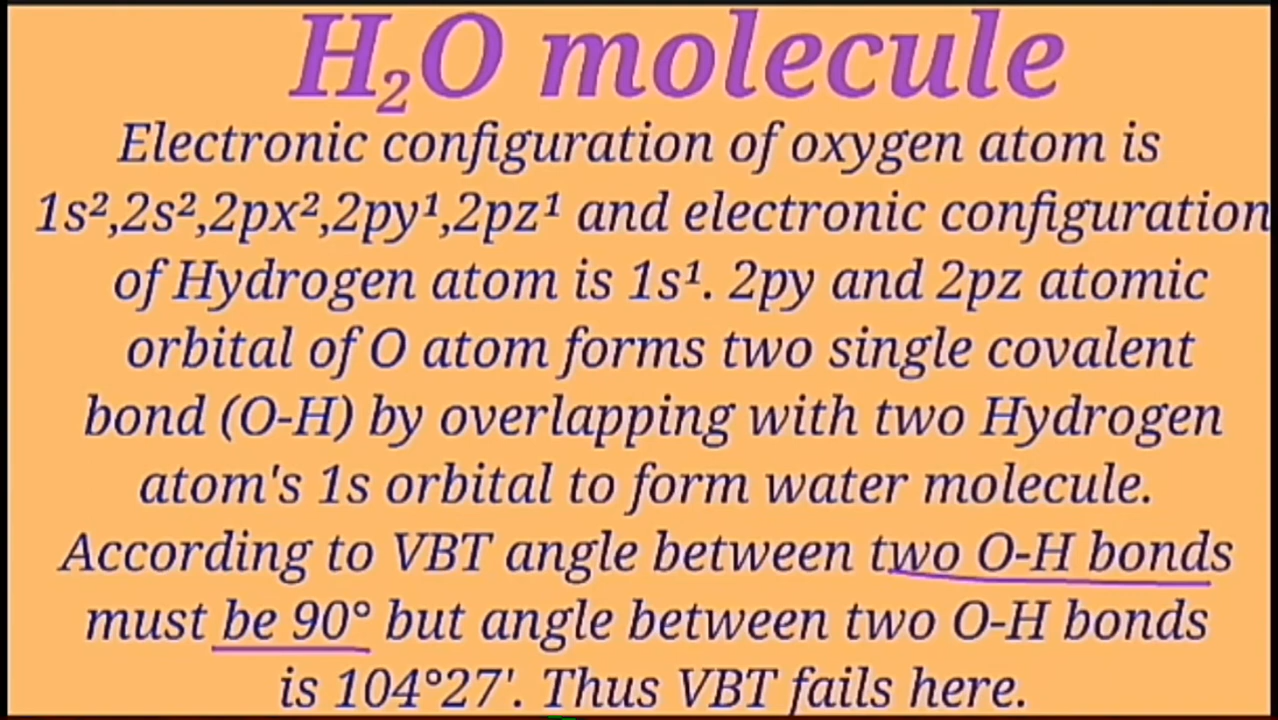 H₂O molecule
Electronic configuration of oxygen atom is
1s²,2s²,2px²,2py¹,2pz¹ and electronic configuration
of Hydrogen atom is 1s¹. 2py and 2pz atomic
orbital of O atom forms two single covalent
bond (O-H) by overlapping with two Hydrogen
atom's 1s orbital to form water molecule.
According to VBT angle between two O-H bonds
must be 90° but angle between two O-H bonds
is 104°27'. Thus VBT fails here.